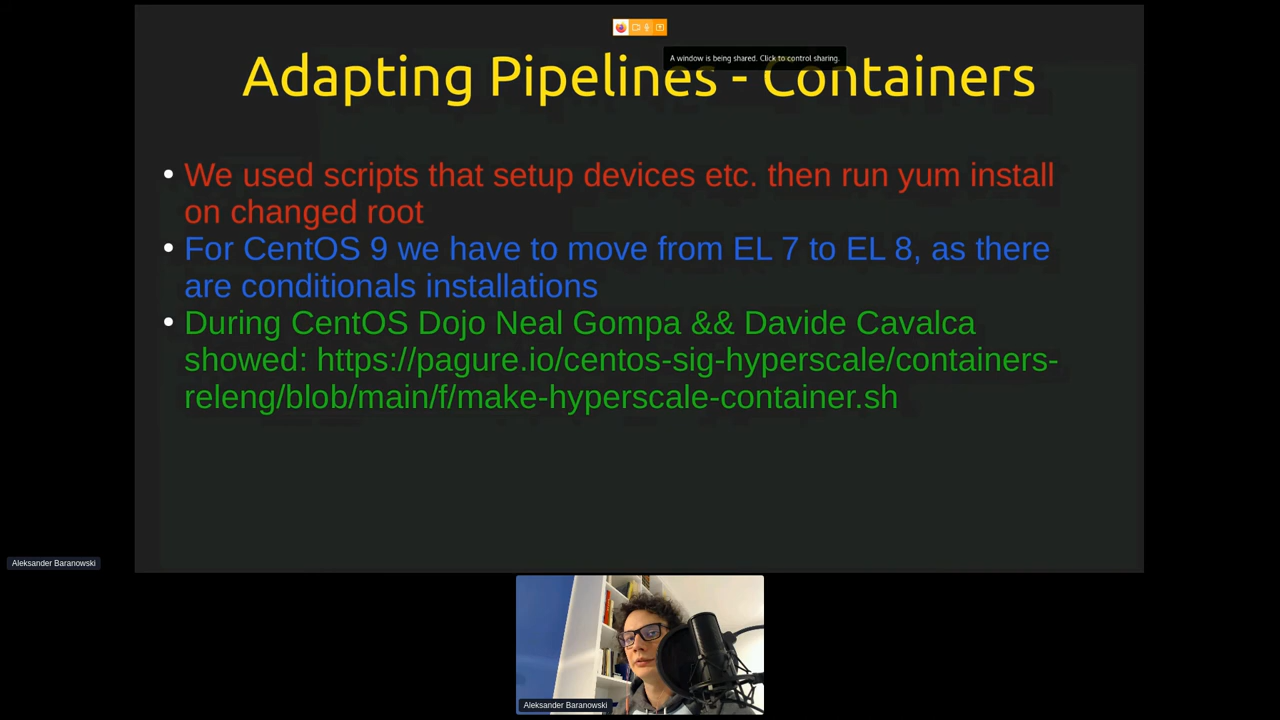 A window is being shared. Click to control sharing.
Adapting Pipelines - Containers
We used scripts that setup devices etc. then run yum install
on changed root
For CentOS 9 we have to move from EL 7 to EL 8, as there
are conditionals installations
During CentOS Dojo Neal Gompa && Davide Cavalca
showed: https://pagure.io/centos-sig-hyperscale/containers-
releng/blob/main/f/make-hyperscale-container.sh
Aleksander Baranowski
Aleksander Baranowski